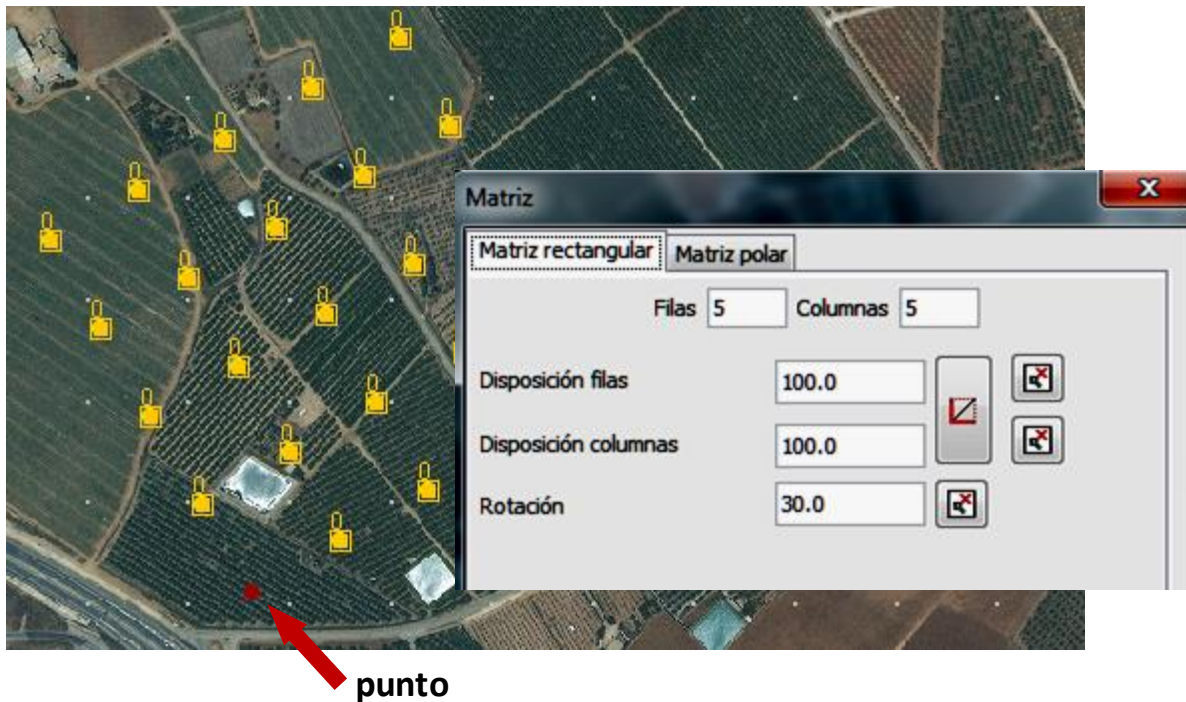 Matriz
Matriz rectangular Matriz polar
Filas 5 Columnas 5
Disposición filas 100.0
Disposición columnas 100.0
Rotación 30.0
punto